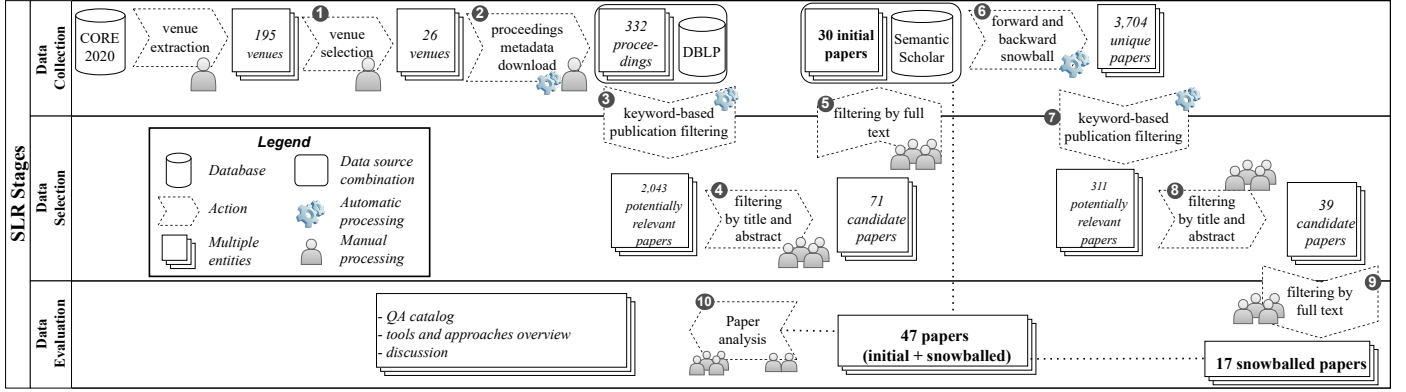 SLR Stages
Data
Collection
CORE
2020
venue
extraction
195
venues
1
venue
selection
26
venues
2
proceedings
metadata
download
332
procee-
dings
DBLP
30 initial
papers
Semantic
Scholar
6
forward and
backward
snowball
3,704
unique
papers
3
keyword-based
publication filtering
5
filtering by full
text
7
keyword-based
publication filtering
Data
Selection
Legend
Database
Data source
combination
Action
Automatic
processing
Multiple
entities
Manual
processing
2,043
potentially
relevant
papers
4
filtering
by title and
abstract
71
candidate
papers
311
potentially
relevant
papers
8
filtering
by title and
abstract
39
candidate
papers
Data
Evaluation
- QA catalog
- tools and approaches overview
- discussion
10
Paper
analysis
47 papers
(initial + snowballed)
9
filtering by
full text
17 snowballed papers